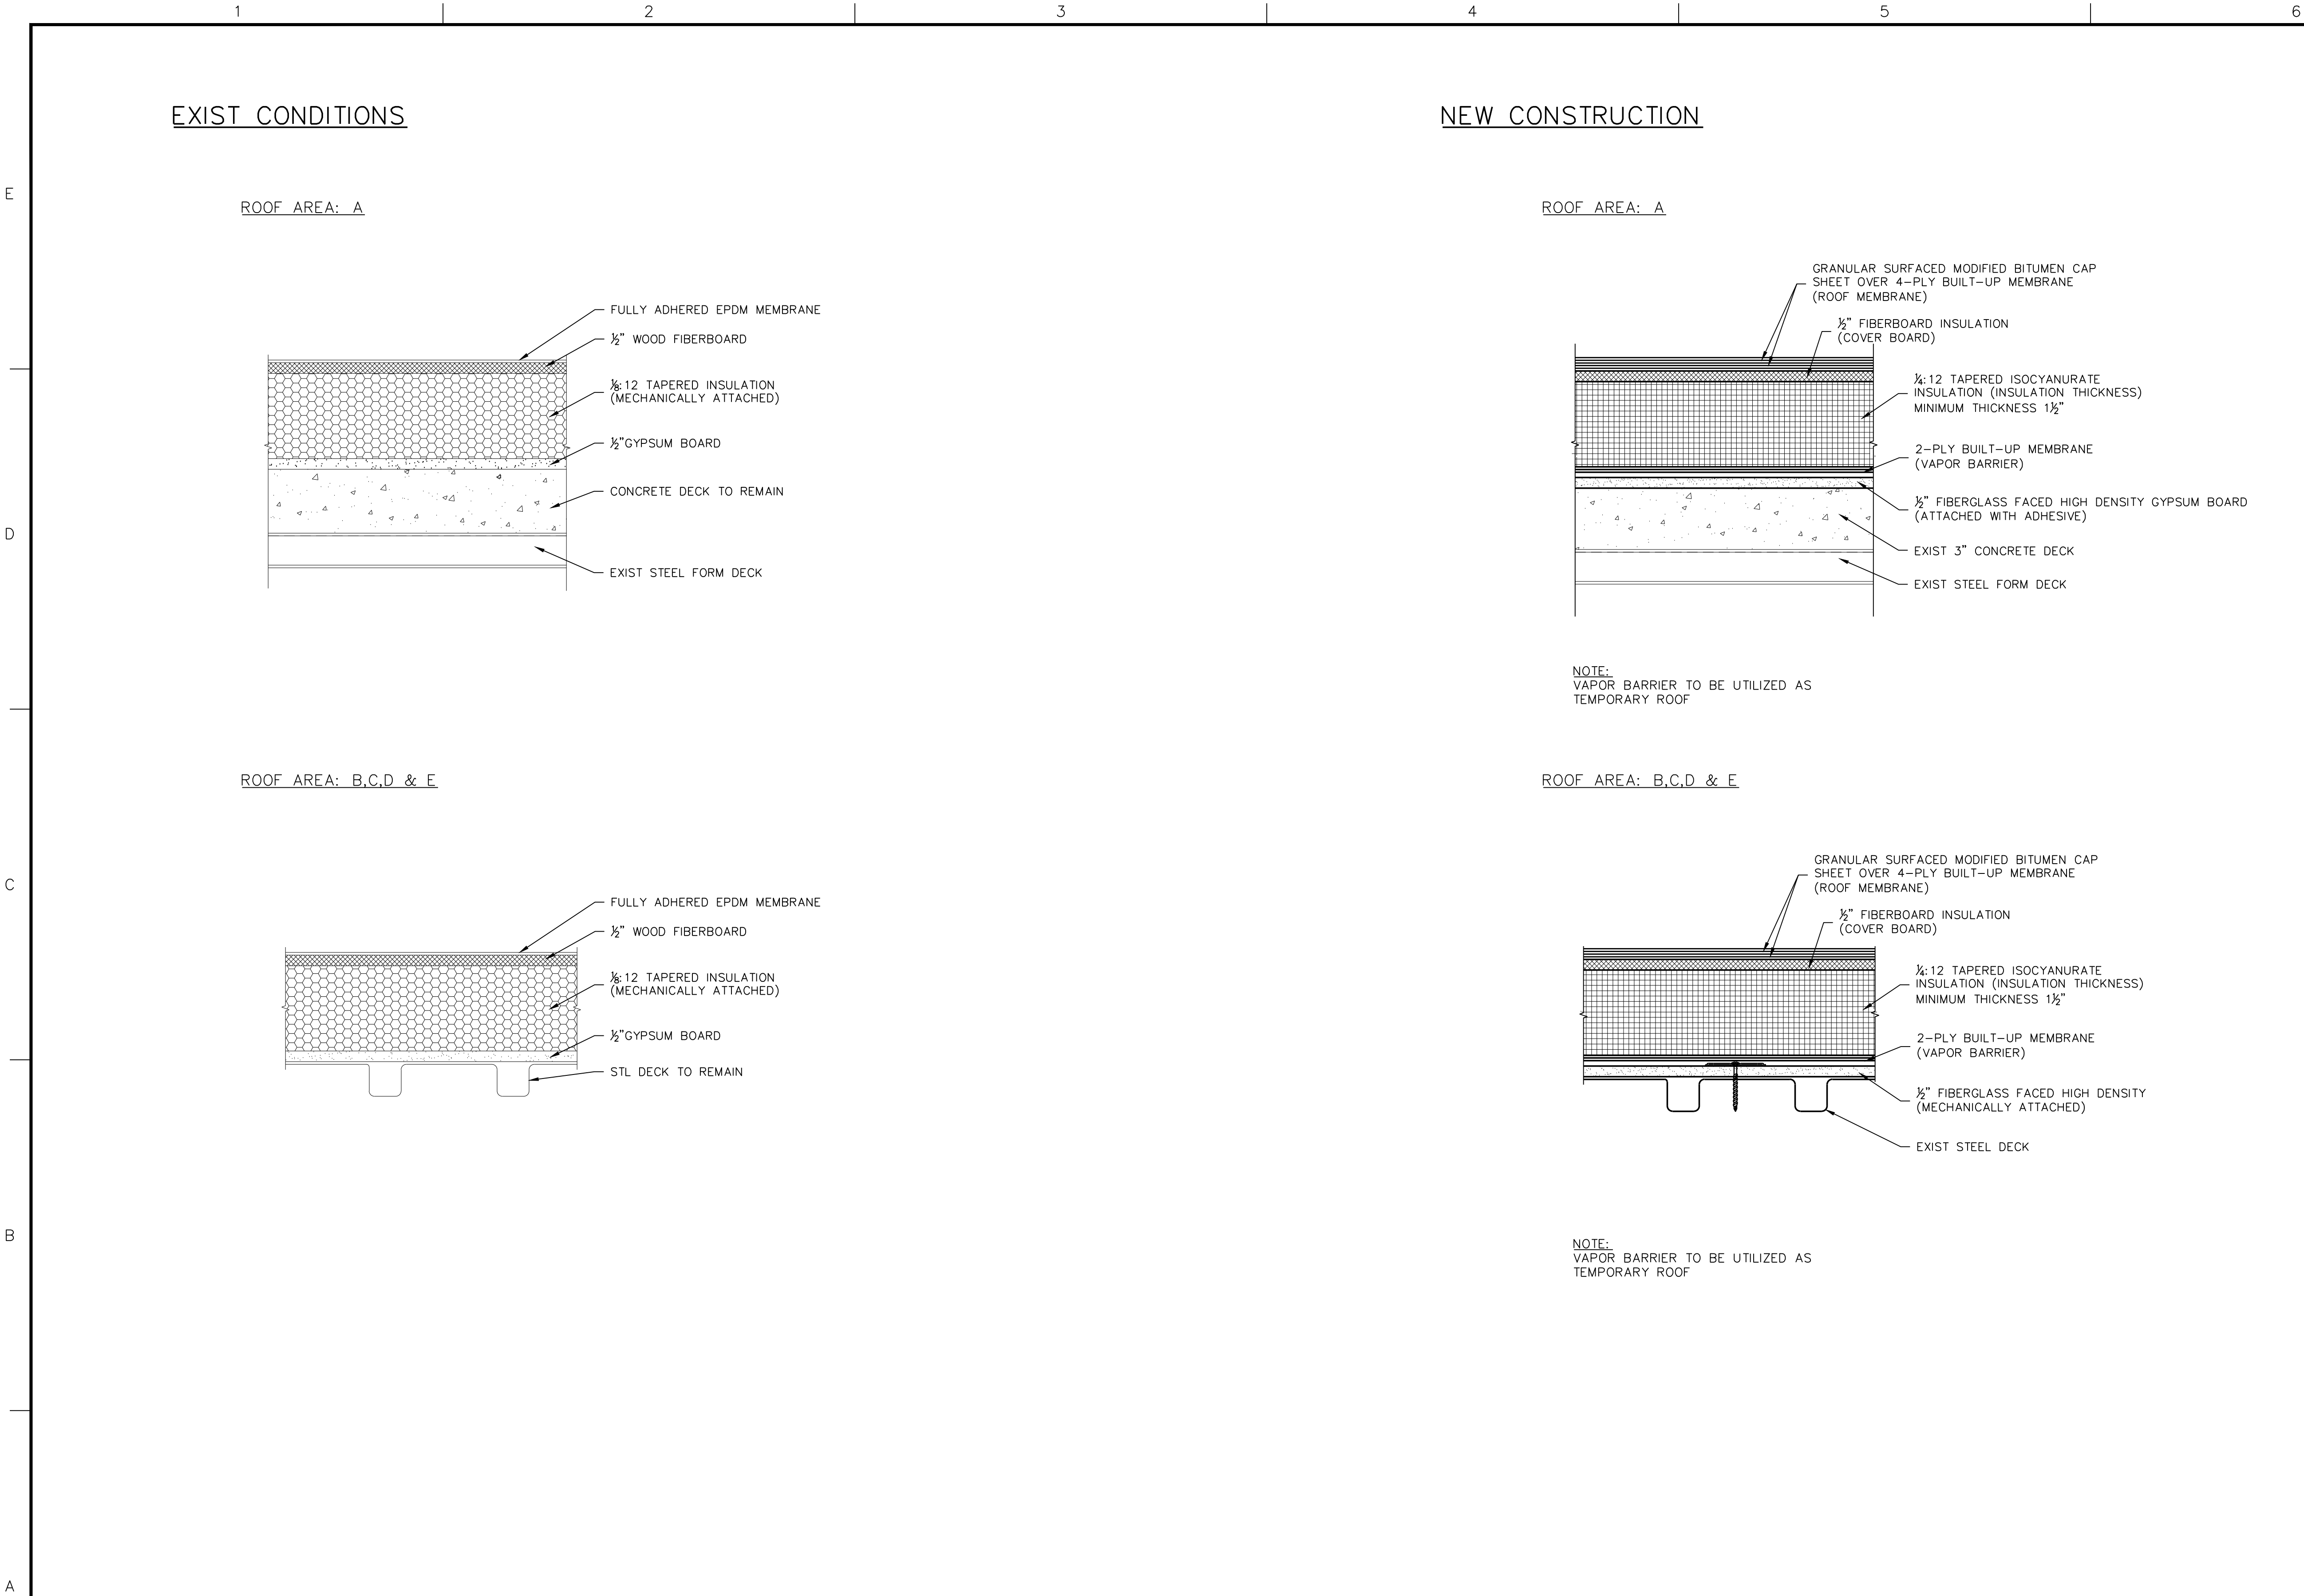 1 2 3 4 5 6
EXIST CONDITIONS
ROOF AREA: A
FULLY ADHERED EPDM MEMBRANE
½" WOOD FIBERBOARD
⅛:12 TAPERED INSULATION
(MECHANICALLY ATTACHED)
½"GYPSUM BOARD
CONCRETE DECK TO REMAIN
EXIST STEEL FORM DECK
ROOF AREA: B,C,D & E
FULLY ADHERED EPDM MEMBRANE
½" WOOD FIBERBOARD
⅛:12 TAPERED INSULATION
(MECHANICALLY ATTACHED)
½"GYPSUM BOARD
STL DECK TO REMAIN
NEW CONSTRUCTION
ROOF AREA: A
GRANULAR SURFACED MODIFIED BITUMEN CAP
SHEET OVER 4-PLY BUILT-UP MEMBRANE
(ROOF MEMBRANE)
½" FIBERBOARD INSULATION
(COVER BOARD)
¼:12 TAPERED ISOCYANURATE
INSULATION (INSULATION THICKNESS)
MINIMUM THICKNESS 1½"
2-PLY BUILT-UP MEMBRANE
(VAPOR BARRIER)
½" FIBERGLASS FACED HIGH DENSITY GYPSUM BOARD
(ATTACHED WITH ADHESIVE)
EXIST 3" CONCRETE DECK
EXIST STEEL FORM DECK
NOTE:
VAPOR BARRIER TO BE UTILIZED AS
TEMPORARY ROOF
ROOF AREA: B,C,D & E
GRANULAR SURFACED MODIFIED BITUMEN CAP
SHEET OVER 4-PLY BUILT-UP MEMBRANE
(ROOF MEMBRANE)
½" FIBERBOARD INSULATION
(COVER BOARD)
¼:12 TAPERED ISOCYANURATE
INSULATION (INSULATION THICKNESS)
MINIMUM THICKNESS 1½"
2-PLY BUILT-UP MEMBRANE
(VAPOR BARRIER)
½" FIBERGLASS FACED HIGH DENSITY
(MECHANICALLY ATTACHED)
EXIST STEEL DECK
NOTE:
VAPOR BARRIER TO BE UTILIZED AS
TEMPORARY ROOF
E
D
C
B
A